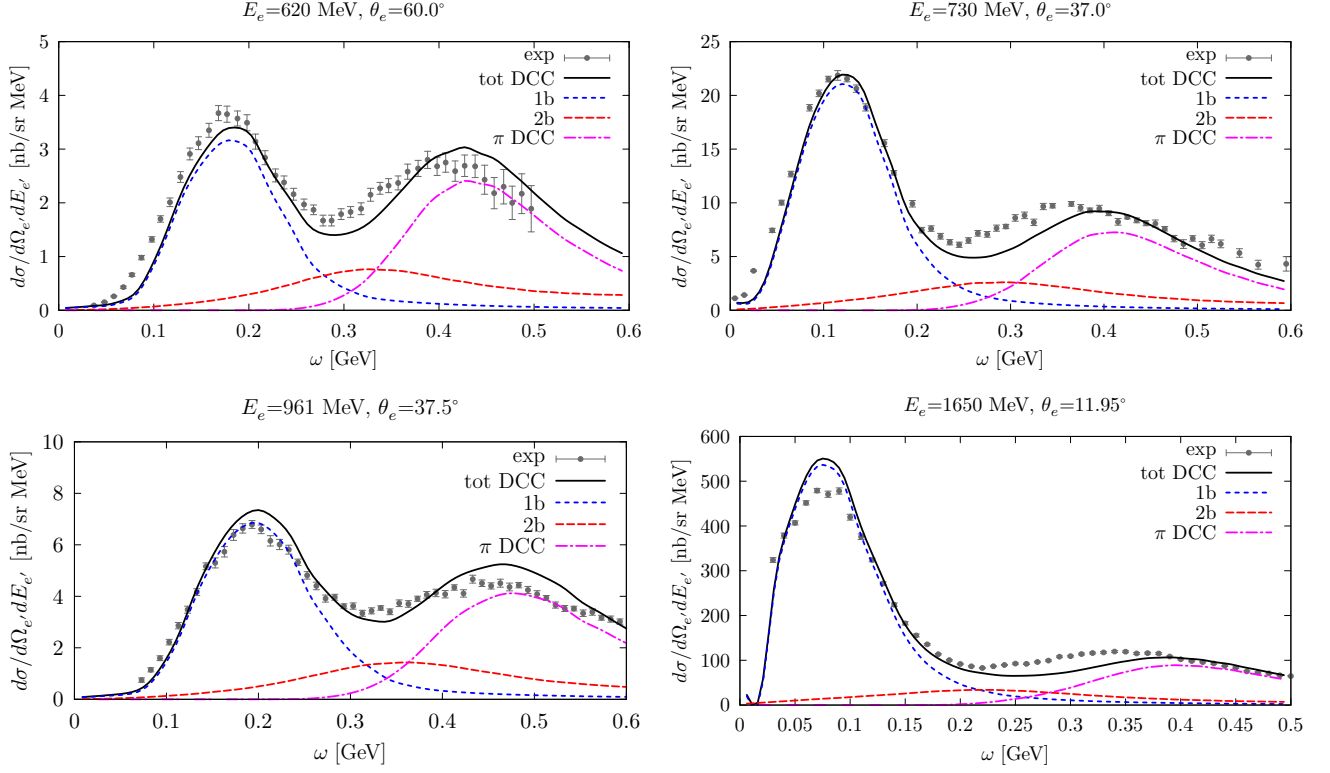 E_e=620 MeV, θ_e=60.0°
dσ/dΩ_e′dE_e′ [nb/sr MeV]
5
4
3
2
1
0
exp
tot DCC
1b
2b
π DCC
0 0.1 0.2 0.3 0.4 0.5 0.6
ω [GeV]
E_e=730 MeV, θ_e=37.0°
dσ/dΩ_e′dE_e′ [nb/sr MeV]
25
20
15
10
5
0
exp
tot DCC
1b
2b
π DCC
0 0.1 0.2 0.3 0.4 0.5 0.6
ω [GeV]
E_e=961 MeV, θ_e=37.5°
dσ/dΩ_e′dE_e′ [nb/sr MeV]
10
8
6
4
2
0
exp
tot DCC
1b
2b
π DCC
0 0.1 0.2 0.3 0.4 0.5 0.6
ω [GeV]
E_e=1650 MeV, θ_e=11.95°
dσ/dΩ_e′dE_e′ [nb/sr MeV]
600
500
400
300
200
100
0
exp
tot DCC
1b
2b
π DCC
0 0.05 0.1 0.15 0.2 0.25 0.3 0.35 0.4 0.45 0.5
ω [GeV]